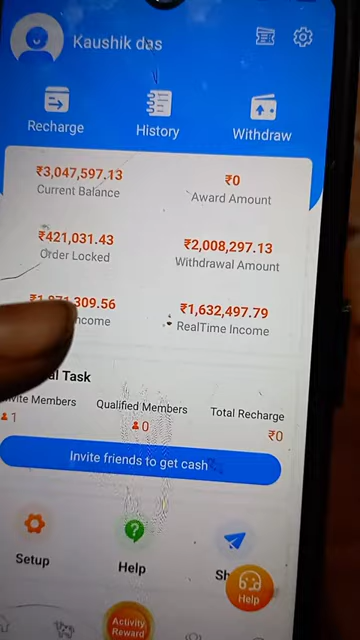 Kaushik das
Recharge
History
Withdraw
₹3,047,597.13
Current Balance
₹0
Award Amount
₹421,031.43
Order Locked
₹2,008,297.13
Withdrawal Amount
309.56
₹1,632,497.79
RealTime Income
Task
Members
Qualified Members
Total Recharge
1
0
₹0
Invite friends to get cash
Setup
Help
Help
Activity
Reward